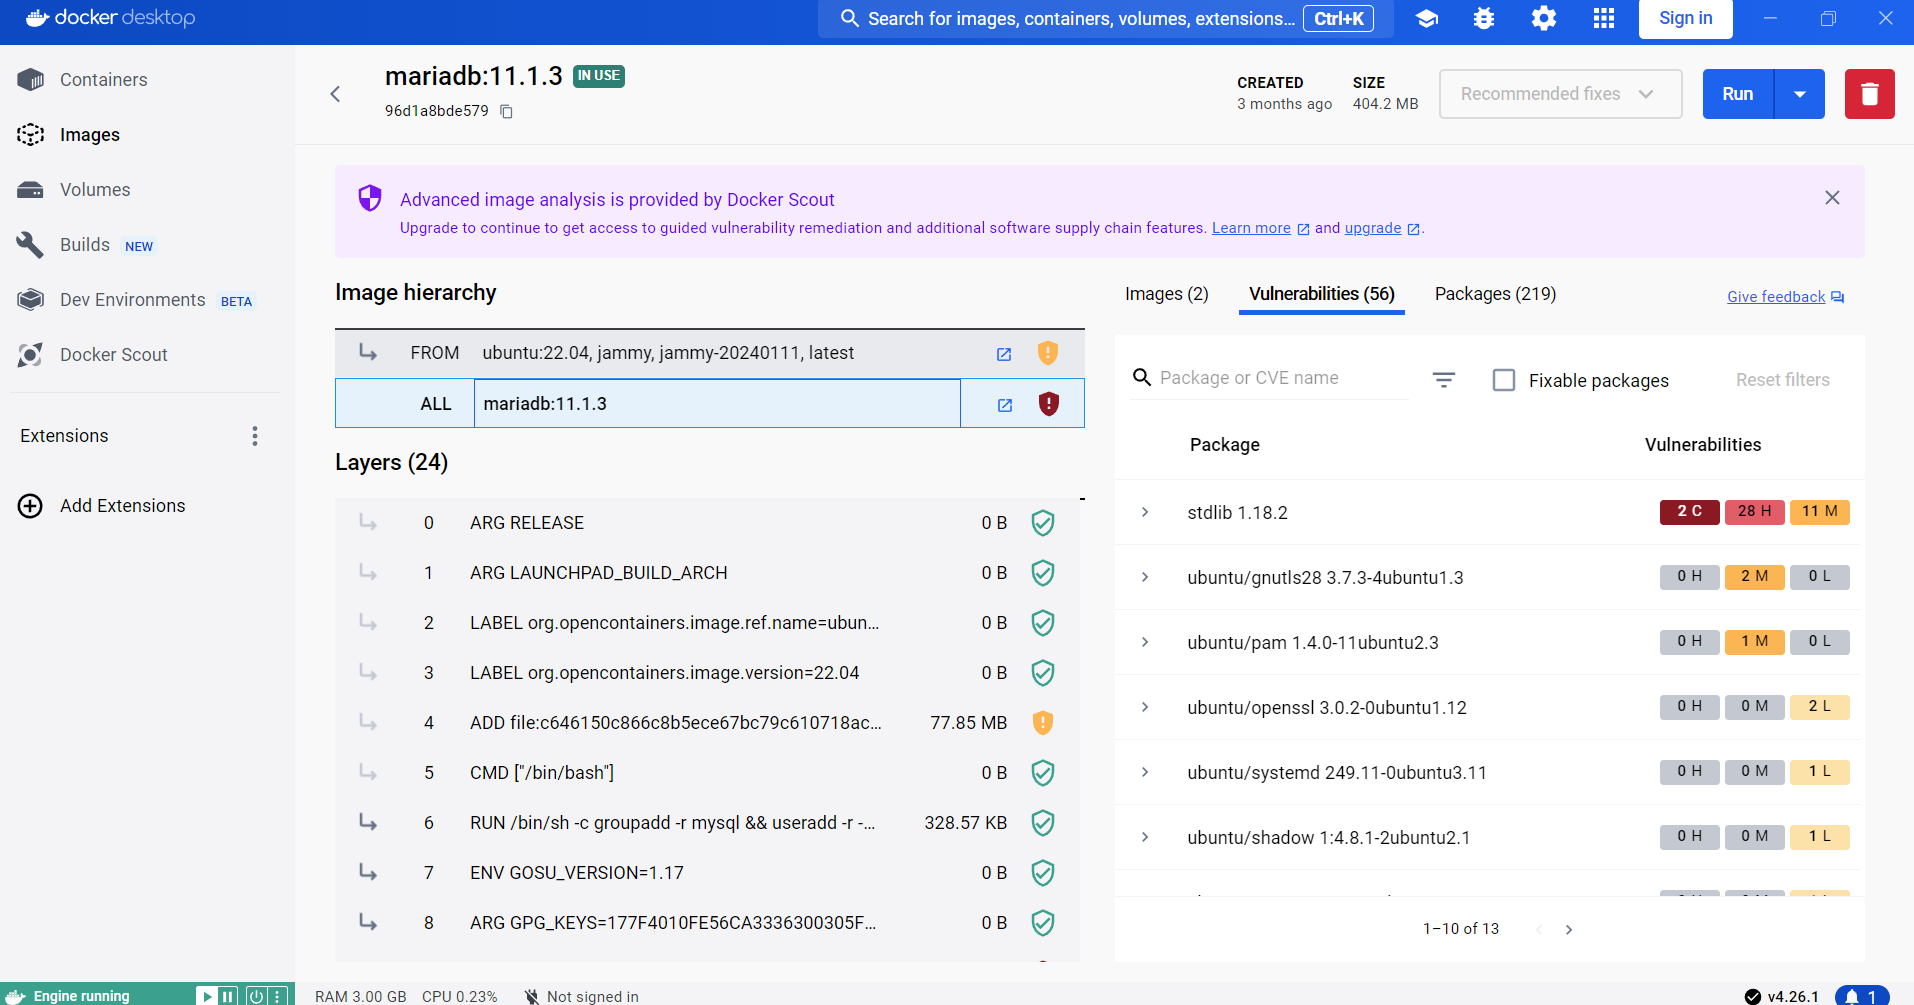 docker desktop
Search for images, containers, volumes, extensions... Ctrl+K
Sign in
Containers
Images
Volumes
Builds NEW
Dev Environments BETA
Docker Scout
Extensions
Add Extensions
mariadb:11.1.3 IN USE
96d1a8bde579
CREATED
3 months ago
SIZE
404.2 MB
Recommended fixes
Run
Advanced image analysis is provided by Docker Scout
Upgrade to continue to get access to guided vulnerability remediation and additional software supply chain features. Learn more and upgrade .
Image hierarchy
FROM ubuntu:22.04, jammy, jammy-20240111, latest
ALL mariadb:11.1.3
Layers (24)
0 ARG RELEASE 0 B
1 ARG LAUNCHPAD_BUILD_ARCH 0 B
2 LABEL org.opencontainers.image.ref.name=ubun... 0 B
3 LABEL org.opencontainers.image.version=22.04 0 B
4 ADD file:c646150c866c8b5ece67bc79c610718ac... 77.85 MB
5 CMD ["/bin/bash"] 0 B
6 RUN /bin/sh -c groupadd -r mysql && useradd -r -... 328.57 KB
7 ENV GOSU_VERSION=1.17 0 B
8 ARG GPG_KEYS=177F4010FE56CA3336300305F... 0 B
Images (2) Vulnerabilities (56) Packages (219)
Give feedback
Package or CVE name
Fixable packages
Reset filters
Package Vulnerabilities
stdlib 1.18.2 2 C 28 H 11 M
ubuntu/gnutls28 3.7.3-4ubuntu1.3 0 H 2 M 0 L
ubuntu/pam 1.4.0-11ubuntu2.3 0 H 1 M 0 L
ubuntu/openssl 3.0.2-0ubuntu1.12 0 H 0 M 2 L
ubuntu/systemd 249.11-0ubuntu3.11 0 H 0 M 1 L
ubuntu/shadow 1:4.8.1-2ubuntu2.1 0 H 0 M 1 L
1–10 of 13
Engine running
RAM 3.00 GB CPU 0.23% Not signed in
v4.26.1
1